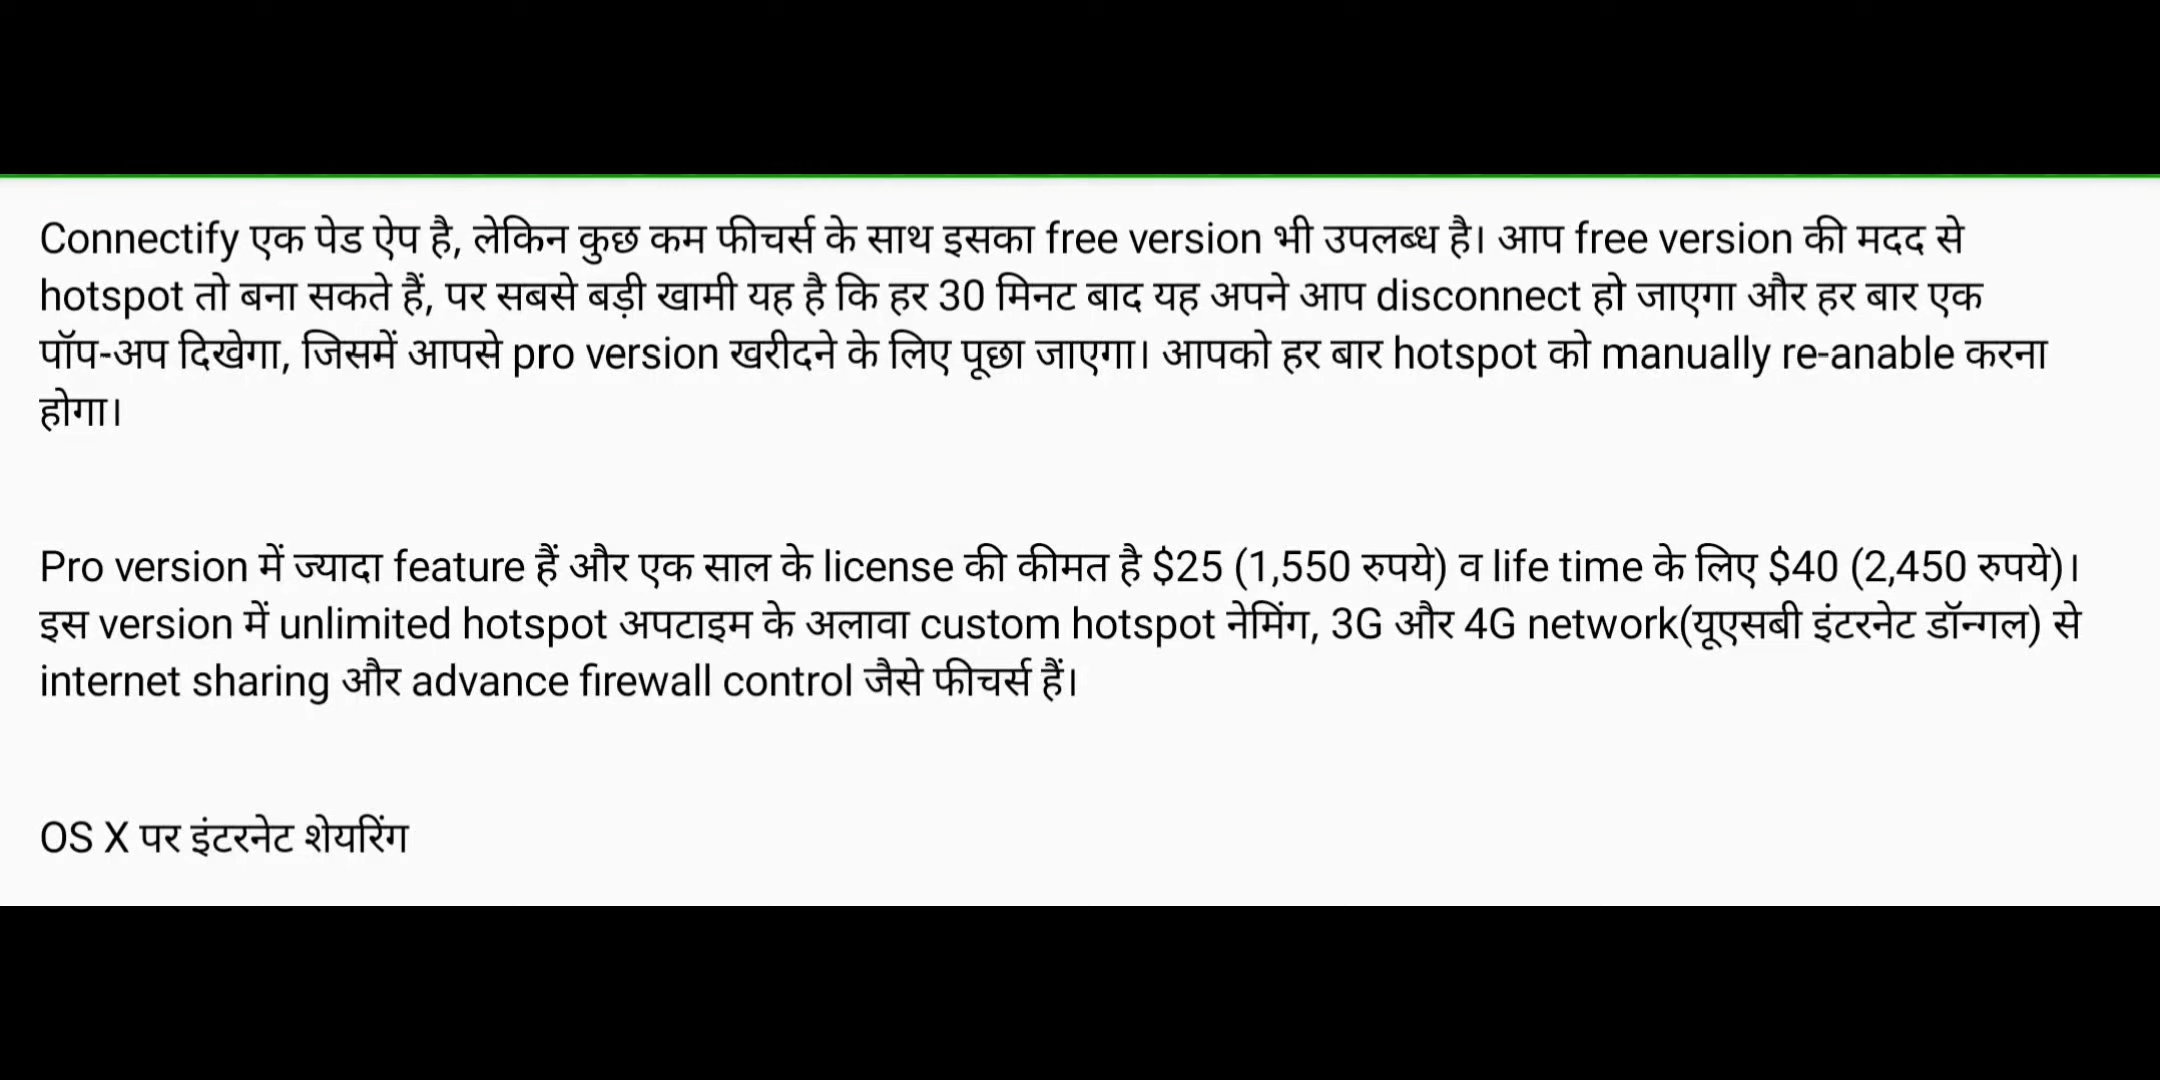 Connectify एक पेड ऐप है, लेकिन कुछ कम फीचर्स के साथ इसका free version भी उपलब्ध है। आप free version की मदद से
hotspot तो बना सकते हैं, पर सबसे बड़ी खामी यह है कि हर 30 मिनट बाद यह अपने आप disconnect हो जाएगा और हर बार एक
पॉप-अप दिखेगा, जिसमें आपसे pro version खरीदने के लिए पूछा जाएगा। आपको हर बार hotspot को manually re-anable करना
होगा।
Pro version में ज्यादा feature हैं और एक साल के license की कीमत है $25 (1,550 रुपये) व life time के लिए $40 (2,450 रुपये)।
इस version में unlimited hotspot अपटाइम के अलावा custom hotspot नेमिंग, 3G और 4G network(यूएसबी इंटरनेट डॉन्गल) से
internet sharing और advance firewall control जैसे फीचर्स हैं।
OS X पर इंटरनेट शेयरिंग